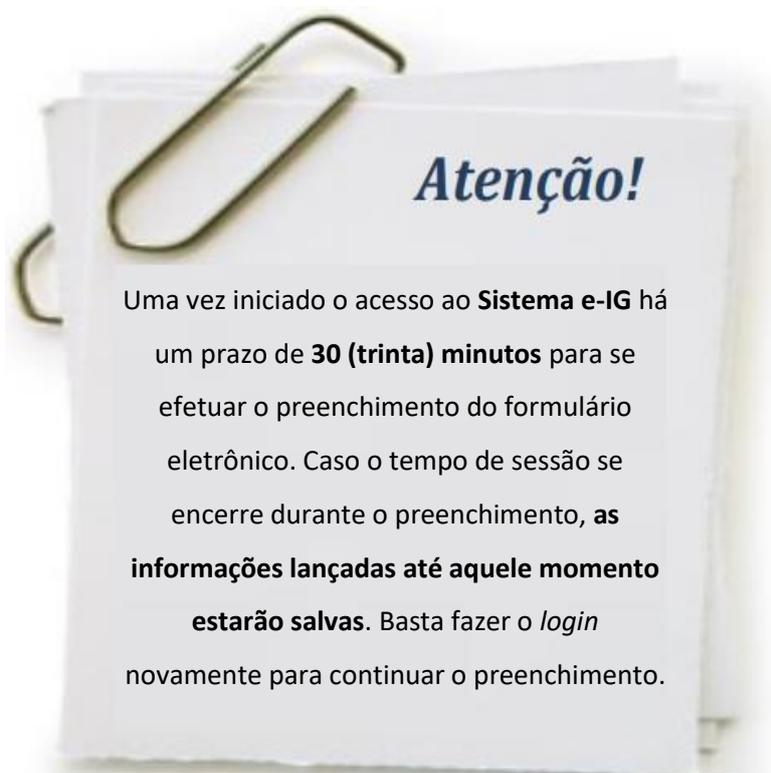 Atenção!
Uma vez iniciado o acesso ao Sistema e-IG há
um prazo de 30 (trinta) minutos para se
efetuar o preenchimento do formulário
eletrônico. Caso o tempo de sessão se
encerre durante o preenchimento, as
informações lançadas até aquele momento
estarão salvas. Basta fazer o login
novamente para continuar o preenchimento.